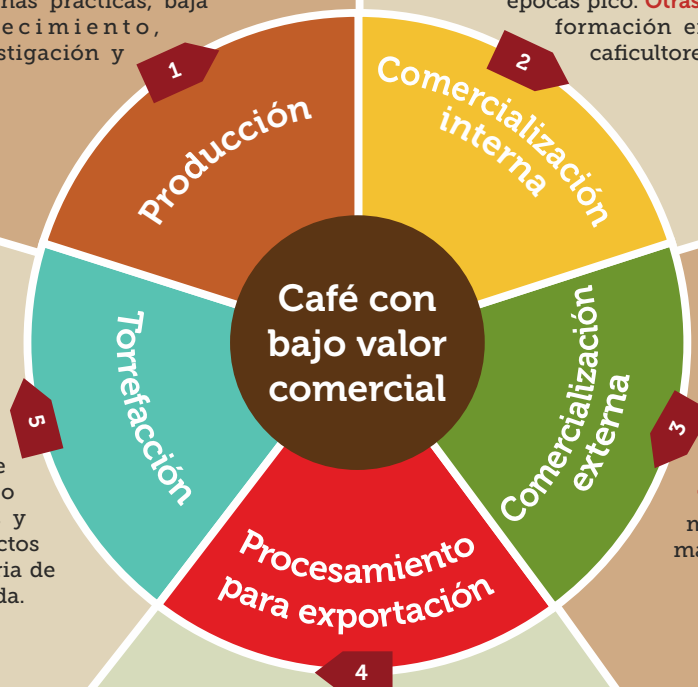 nas prácticas, baja
ecimiento,
stigación y
épocas pico. Otras
formación e
caficultore
1
Producción
2
Comercialización
interna
Café con
bajo valor
comercial
3
Comercialización
externa
4
Procesamiento
para exportación
5
Torrefacción
e
o
y
ctos
ria de
da.
n
ma